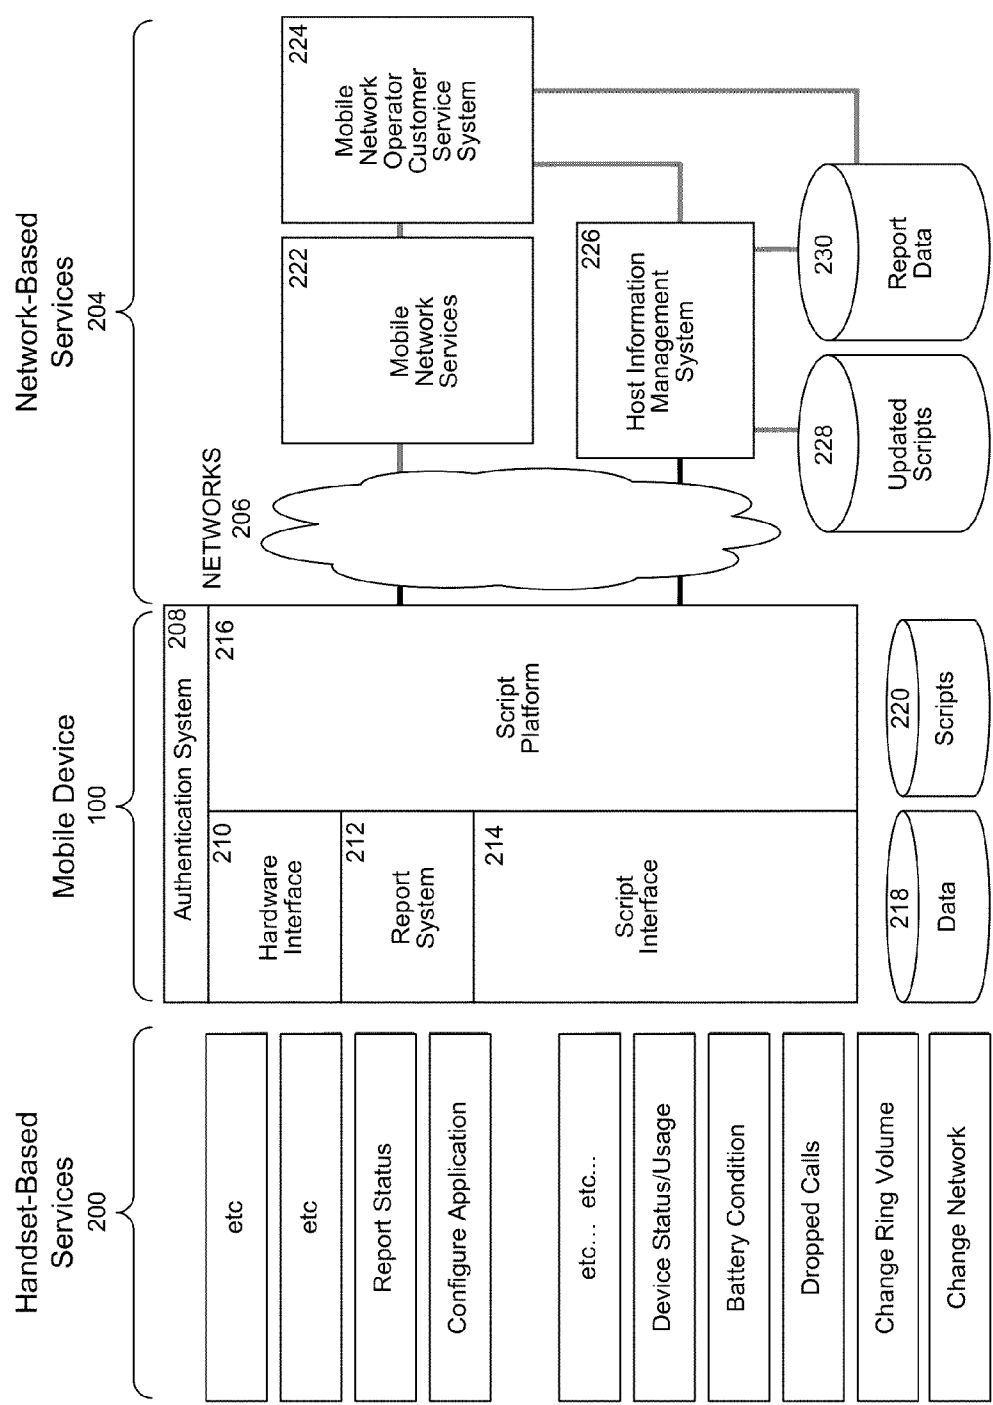 Handset-Based
Services
200
Mobile Device
100
Network-Based
Services
204
etc
etc
Report Status
Configure Application
etc... etc...
Device Status/Usage
Battery Condition
Dropped Calls
Change Ring Volume
Change Network
Authentication System 208
210
Hardware
Interface
212
Report
System
214
Script
Interface
216
Script
Platform
218
Data
220
Scripts
NETWORKS
206
222
Mobile
Network
Services
224
Mobile
Network
Operator
Customer
Service
System
226
Host Information
Management
System
228
Updated
Scripts
230
Report
Data